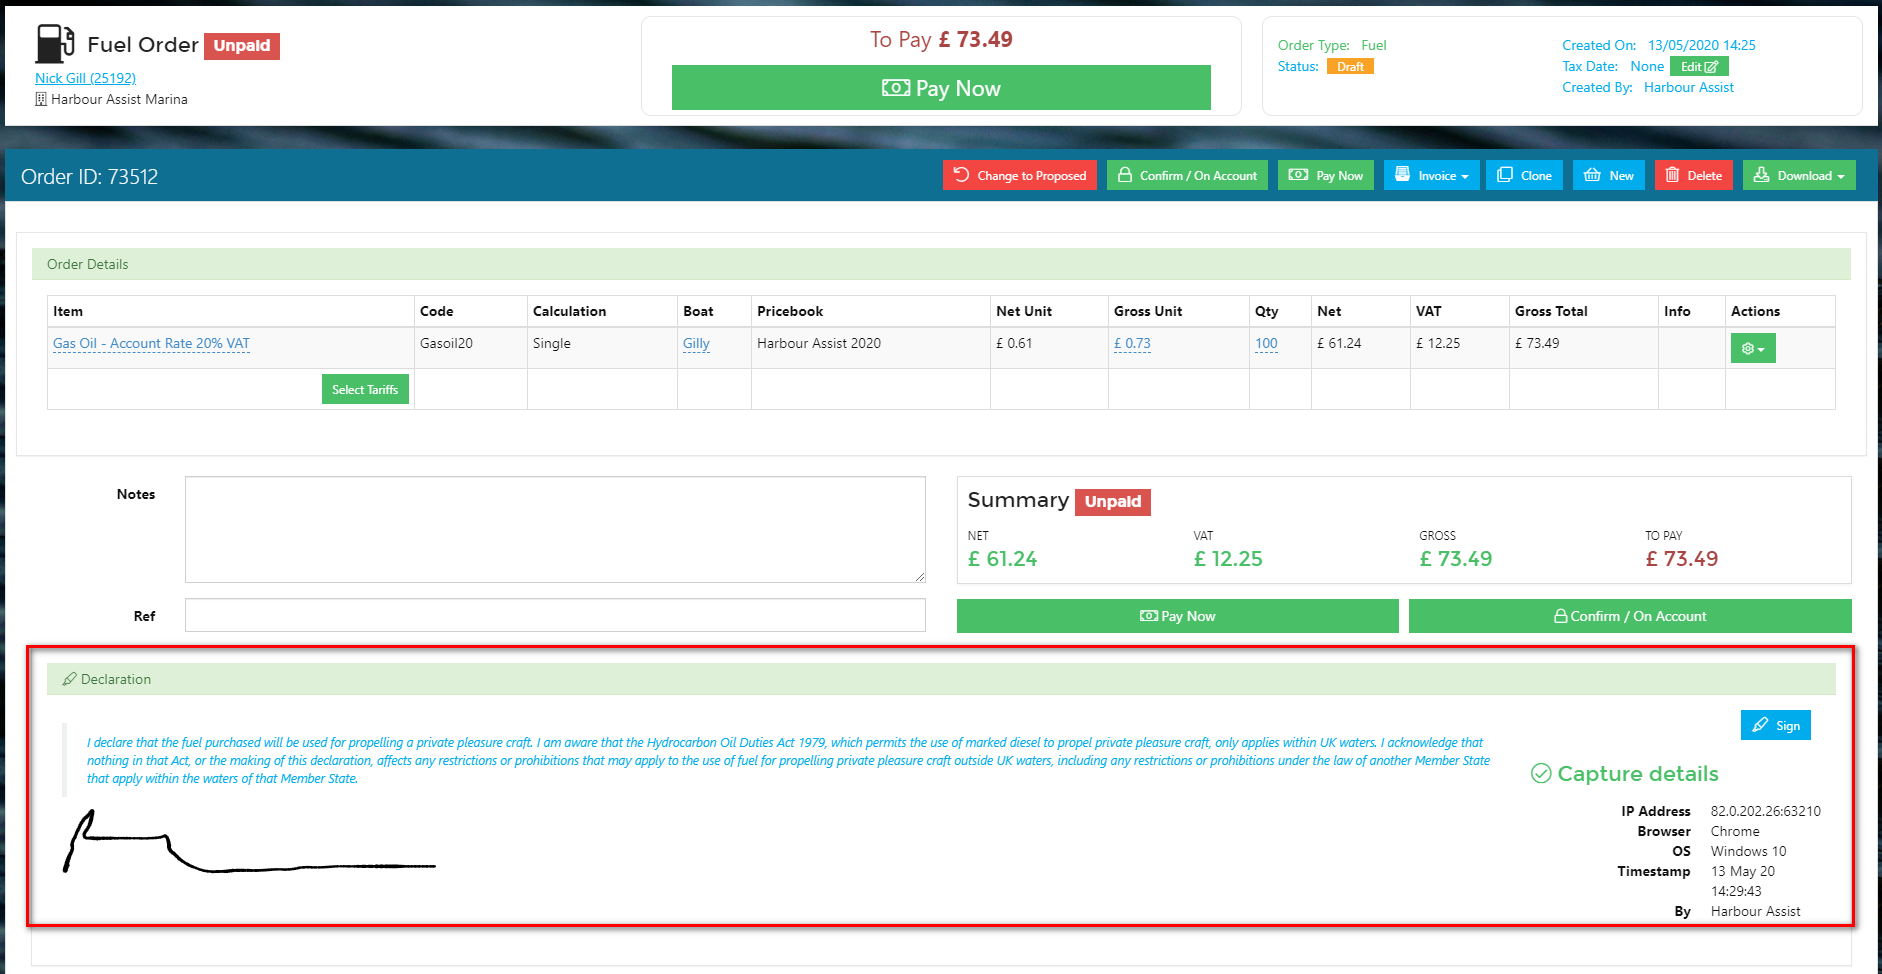 Fuel Order Unpaid
Nick Gill (25192)
Harbour Assist Marina
To Pay £ 73.49
Pay Now
Order Type: Fuel
Status: Draft
Created On: 13/05/2020 14:25
Tax Date: None Edit
Created By: Harbour Assist
Order ID: 73512
Change to Proposed Confirm / On Account Pay Now Invoice Clone New Delete Download
Order Details
Item Code Calculation Boat Pricebook Net Unit Gross Unit Qty Net VAT Gross Total Info Actions
Gas Oil - Account Rate 20% VAT Gasoil20 Single Gilly Harbour Assist 2020 £ 0.61 £ 0.73 100 £ 61.24 £ 12.25 £ 73.49
Select Tariffs
Notes
Ref
Summary Unpaid
NET VAT GROSS TO PAY
£ 61.24 £ 12.25 £ 73.49 £ 73.49
Pay Now Confirm / On Account
Declaration
Sign
I declare that the fuel purchased will be used for propelling a private pleasure craft. I am aware that the Hydrocarbon Oil Duties Act 1979, which permits the use of marked diesel to propel private pleasure craft, only applies within UK waters. I acknowledge that
nothing in that Act, or the making of this declaration, affects any restrictions or prohibitions that may apply to the use of fuel for propelling private pleasure craft outside UK waters, including any restrictions or prohibitions under the law of another Member State
that apply within the waters of that Member State.
Capture details
IP Address 82.0.202.26:63210
Browser Chrome
OS Windows 10
Timestamp 13 May 20
14:29:43
By Harbour Assist